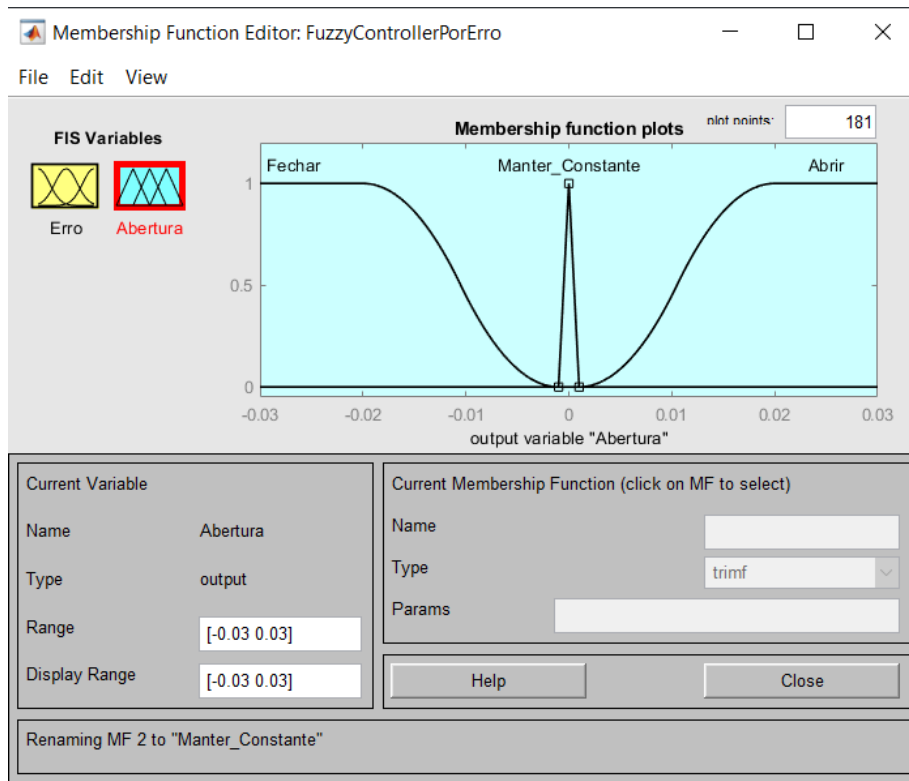 Membership Function Editor: FuzzyControllerPorErro
File Edit View
FIS Variables
Erro
Abertura
Membership function plots
plot points:
181
Fechar
Manter_Constante
Abrir
1
0.5
0
-0.03
-0.02
-0.01
0
0.01
0.02
0.03
output variable "Abertura"
Current Variable
Name Abertura
Type output
Range [-0.03 0.03]
Display Range [-0.03 0.03]
Current Membership Function (click on MF to select)
Name
Type trimf
Params
Help
Close
Renaming MF 2 to "Manter_Constante"